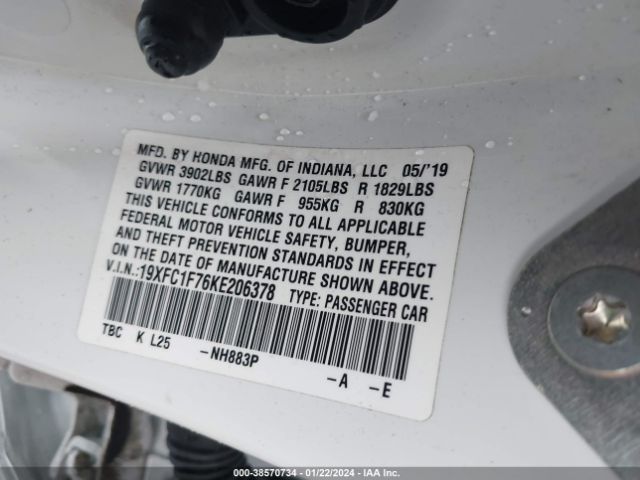 MFD. BY HONDA MFG. OF INDIANA, LLC 05/'19
GVWR 3902LBS GAWR F 2105LBS R 1829LBS
GVWR 1770KG GAWR F 955KG R 830KG
THIS VEHICLE CONFORMS TO ALL APPLICABLE
FEDERAL MOTOR VEHICLE SAFETY, BUMPER,
AND THEFT PREVENTION STANDARDS IN EFFECT
ON THE DATE OF MANUFACTURE SHOWN ABOVE.
V.I.N.:19XFC1F76KE206378 TYPE: PASSENGER CAR
TBC K L25 -NH883P -A -E
000-38570734 - 01/22/2024 - IAA Inc.